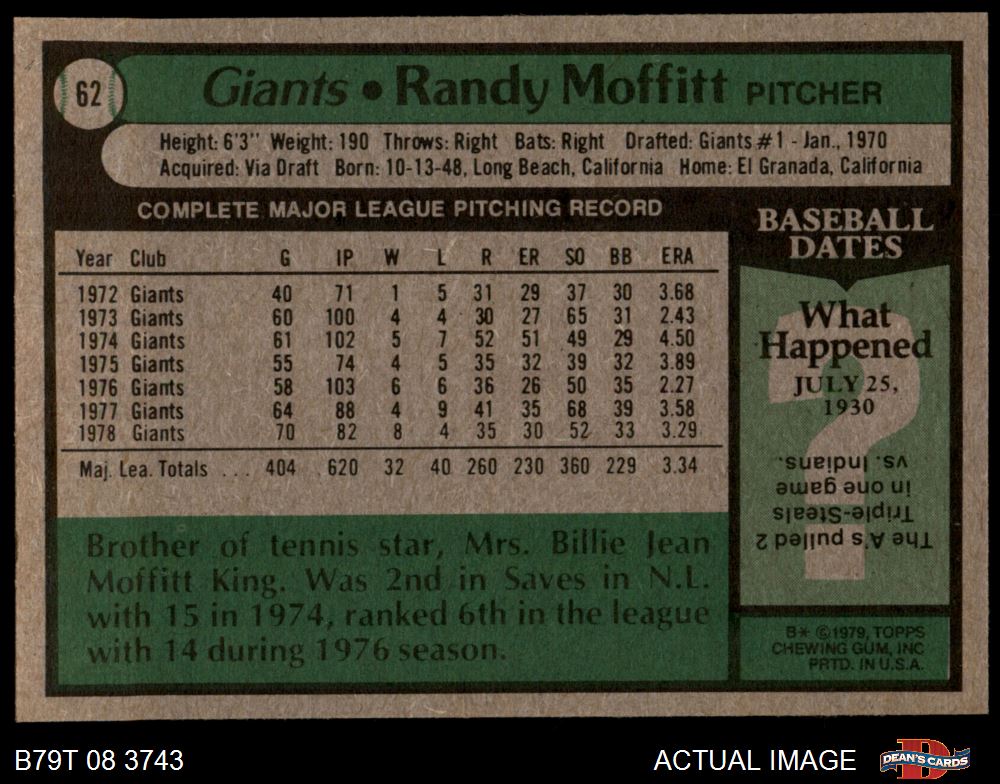 62
Giants • Randy Moffitt PITCHER
Height: 6'3'' Weight: 190 Throws: Right Bats: Right Drafted: Giants #1 - Jan., 1970
Acquired: Via Draft Born: 10-13-48, Long Beach, California Home: El Granada, California
COMPLETE MAJOR LEAGUE PITCHING RECORD
Year Club G IP W L R ER SO BB ERA
1972 Giants 40 71 1 5 31 29 37 30 3.68
1973 Giants 60 100 4 4 30 27 65 31 2.43
1974 Giants 61 102 5 7 52 51 49 29 4.50
1975 Giants 55 74 4 5 35 32 39 32 3.89
1976 Giants 58 103 6 6 36 26 50 35 2.27
1977 Giants 64 88 4 9 41 35 68 39 3.58
1978 Giants 70 82 8 4 35 30 52 33 3.29
Maj. Lea. Totals ... 404 620 32 40 260 230 360 229 3.34
Brother of tennis star, Mrs. Billie Jean
Moffitt King. Was 2nd in Saves in N.L.
with 15 in 1974, ranked 6th in the league
with 14 during 1976 season.
BASEBALL
DATES
What
Happened
JULY 25,
1930
?
The A's pulled 2
Triple-Steals
in one game
vs. Indians.
B* ©1979, TOPPS
CHEWING GUM, INC
PRTD. IN U.S.A.
B79T 08 3743
ACTUAL IMAGE
D
DEAN'S CARDS